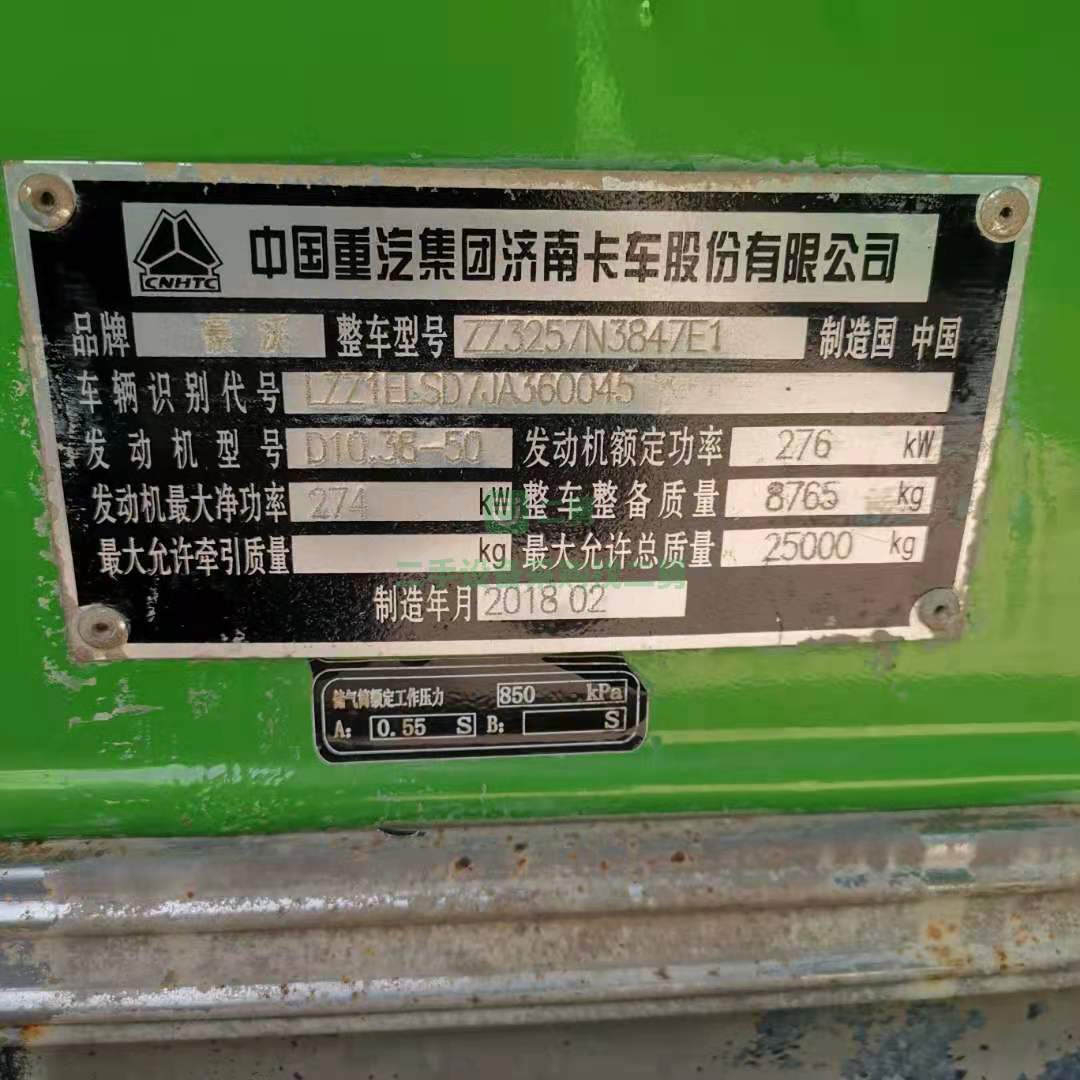 CNHTC 中国重汽集团济南卡车股份有限公司
品牌 豪沃 整车型号 ZZ3257N3847E1 制造国 中国
车辆识别代号 LZZ1ELSD7JA360045
发动机型号 D10.38-50 发动机额定功率 276 kW
发动机最大净功率 274 kW 整车整备质量 8765 kg
最大允许牵引质量 kg 最大允许总质量 25000 kg
制造年月 2018 02
储气筒额定工作压力 850 kPa
A: 0.55 S B: S